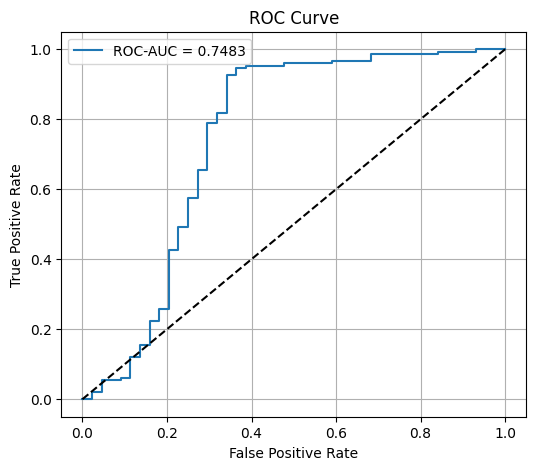 ROC Curve
ROC-AUC = 0.7483
True Positive Rate
1.0
0.8
0.6
0.4
0.2
0.0
0.0 0.2 0.4 0.6 0.8 1.0
False Positive Rate